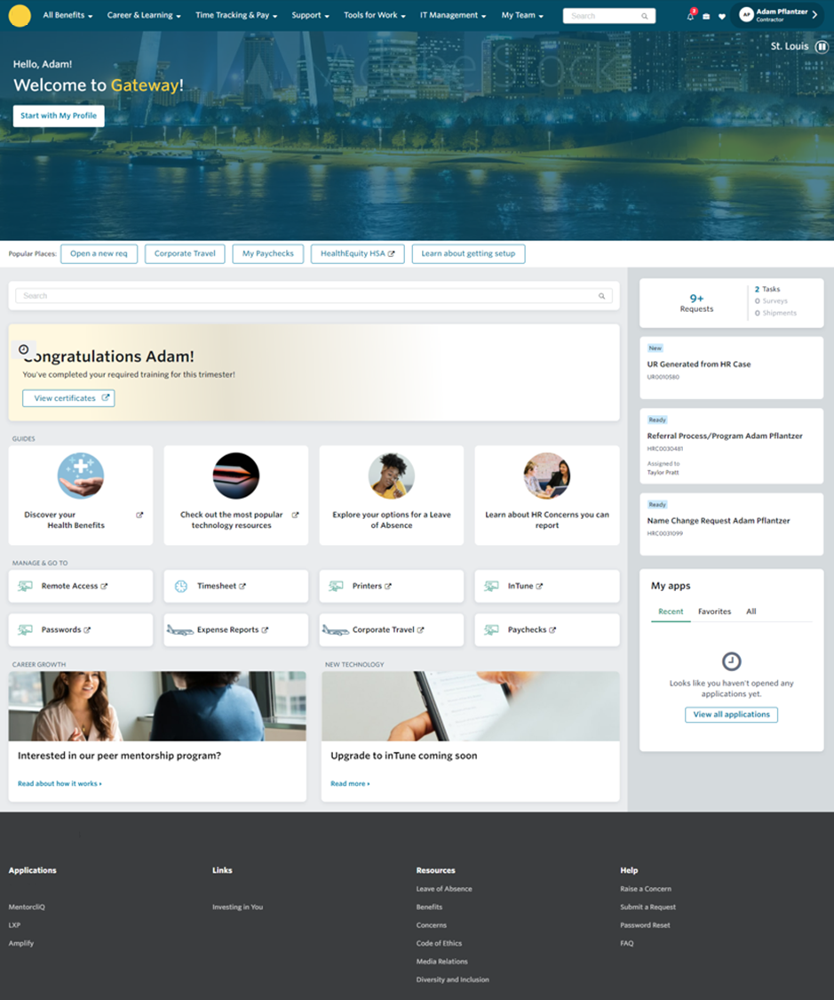 All Benefits
Career & Learning
Time Tracking & Pay
Support
Tools for Work
IT Management
My Team
Search
AP
Adam Pflantzer
Contractor
Adobe Stock
St. Louis
Hello, Adam!
Welcome to Gateway!
Start with My Profile
Popular Places:
Open a new req
Corporate Travel
My Paychecks
HealthEquity HSA
Learn about getting setup
Search
Congratulations Adam!
You've completed your required training for this trimester!
View certificates
GUIDES
Discover your
Health Benefits
Check out the most popular
technology resources
Explore your options for a Leave
of Absence
Learn about HR Concerns you can
report
MANAGE & GO TO
Remote Access
Timesheet
Printers
InTune
Passwords
Expense Reports
Corporate Travel
Paychecks
CAREER GROWTH
Interested in our peer mentorship program?
Read about how it works
NEW TECHNOLOGY
Upgrade to inTune coming soon
Read more
9+
Requests
2 Tasks
0 Surveys
0 Shipments
New
UR Generated from HR Case
UR0010580
Ready
Referral Process/Program Adam Pflantzer
HRC0030481
Assigned to
Taylor Pratt
Ready
Name Change Request Adam Pflantzer
HRC0031099
My apps
Recent
Favorites
All
Looks like you haven't opened any
applications yet.
View all applications
Applications
MentorcliQ
LXP
Amplify
Links
Investing in You
Resources
Leave of Absence
Benefits
Concerns
Code of Ethics
Media Relations
Diversity and Inclusion
Help
Raise a Concern
Submit a Request
Password Reset
FAQ